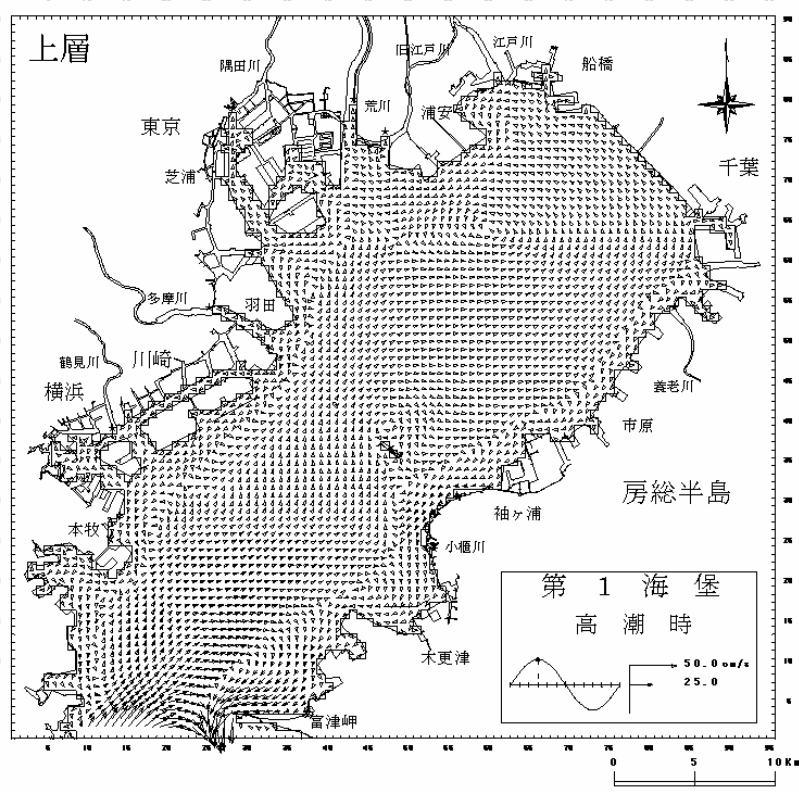 上層
旧江戸川
江戸川
隅田川
船橋
荒川
浦安
東京
千葉
芝浦
多摩川
羽田
鶴見川
川崎
横浜
養老川
市原
房総半島
袖ヶ浦
本牧
小櫃川
第 1 海 堡
高 潮 時
50.0 cm/s
25.0
木更津
富津岬
0 5 10 Km